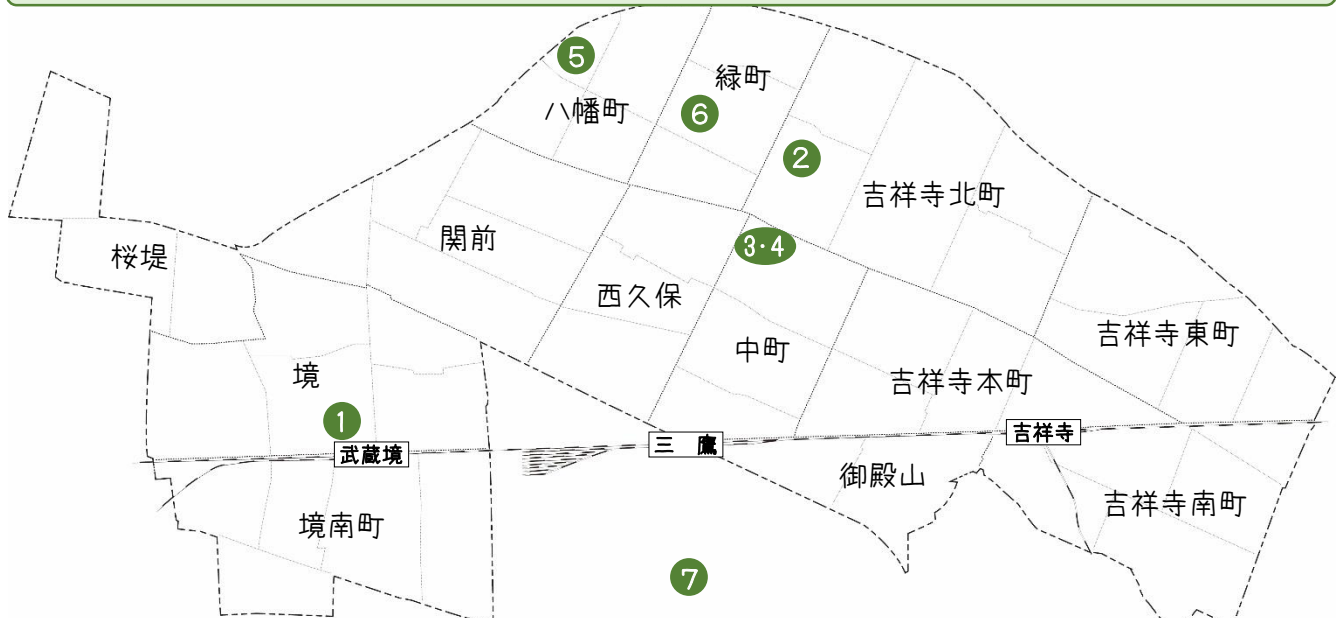 5
緑町
八幡町
6
2
吉祥寺北町
関前
3・4
桜堤
西久保
吉祥寺東町
中町
境
吉祥寺本町
1
吉祥寺
三 鷹
武蔵境
御殿山
吉祥寺南町
境南町
7